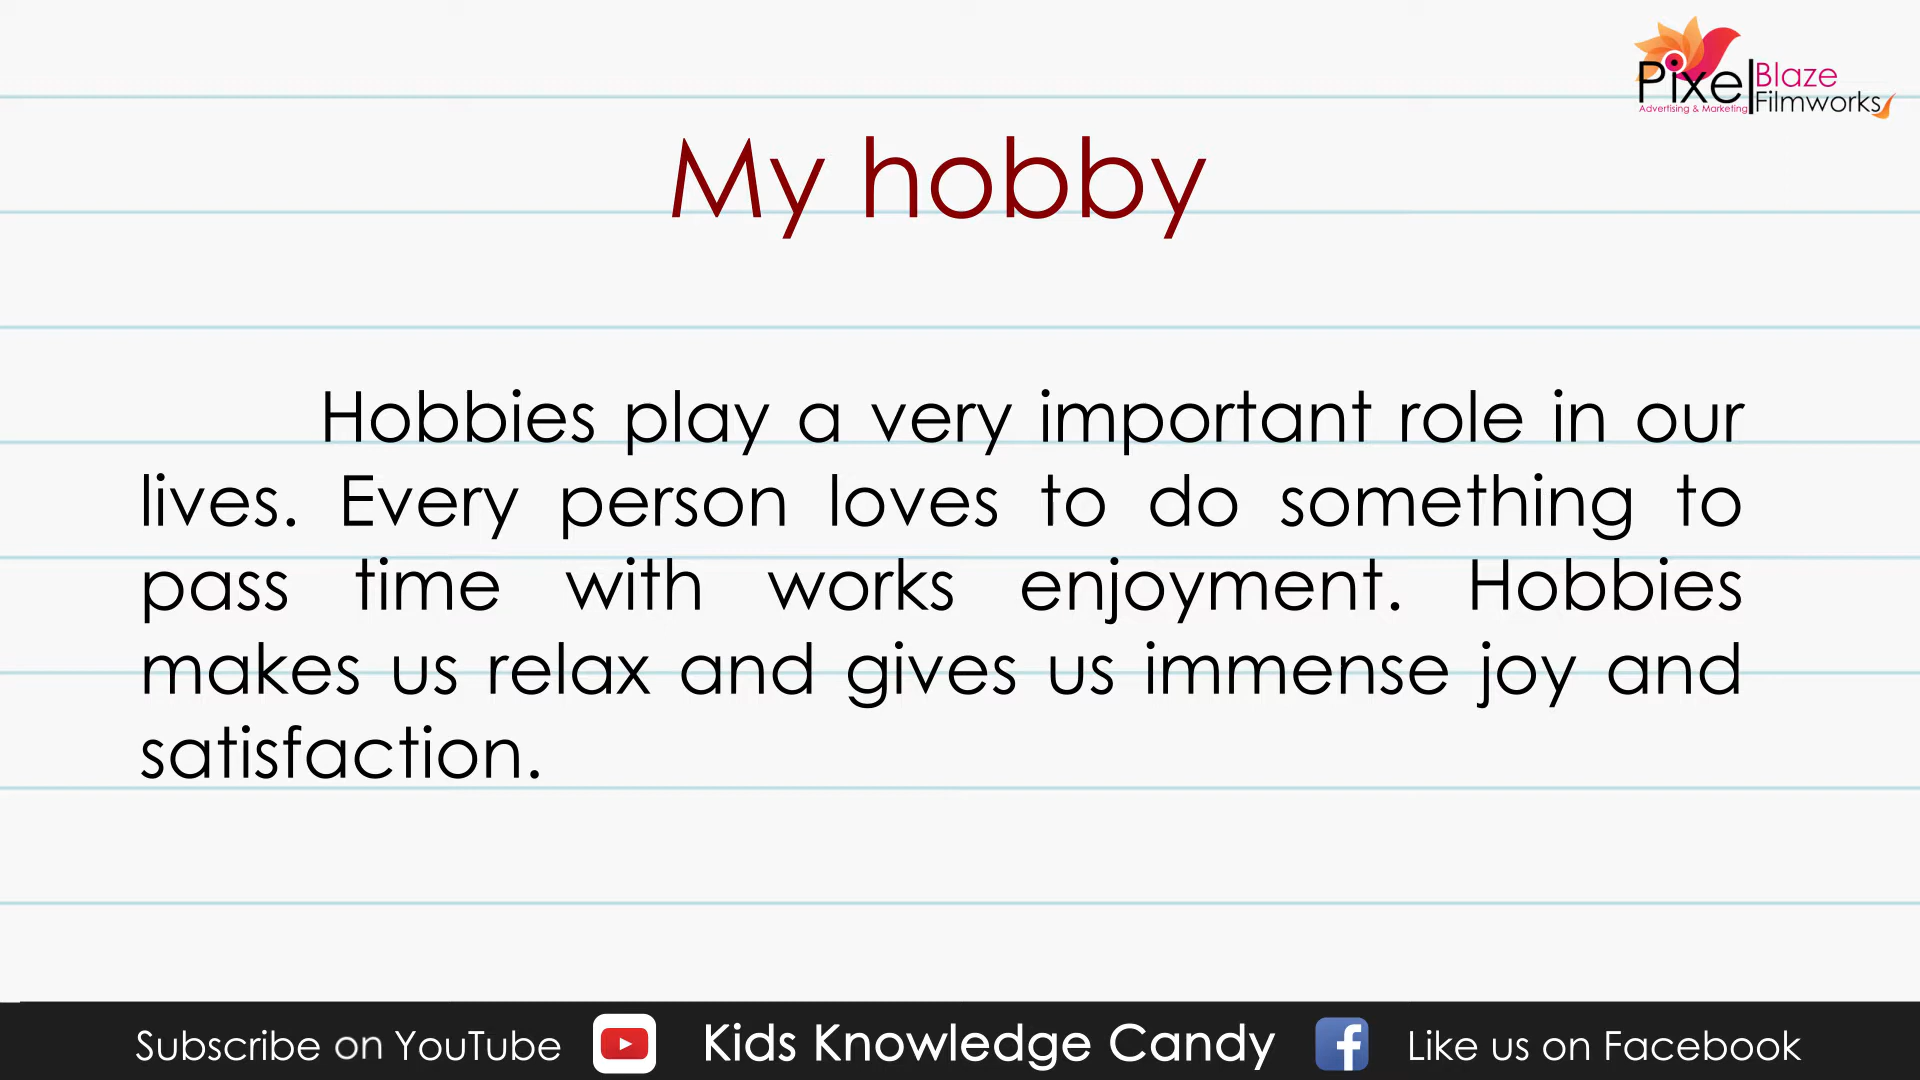 Pixel Blaze
Advertising & Marketing Filmworks
My hobby
Hobbies play a very important role in our
lives. Every person loves to do something to
pass time with works enjoyment. Hobbies
makes us relax and gives us immense joy and
satisfaction.
Subscribe on YouTube Kids Knowledge Candy Like us on Facebook